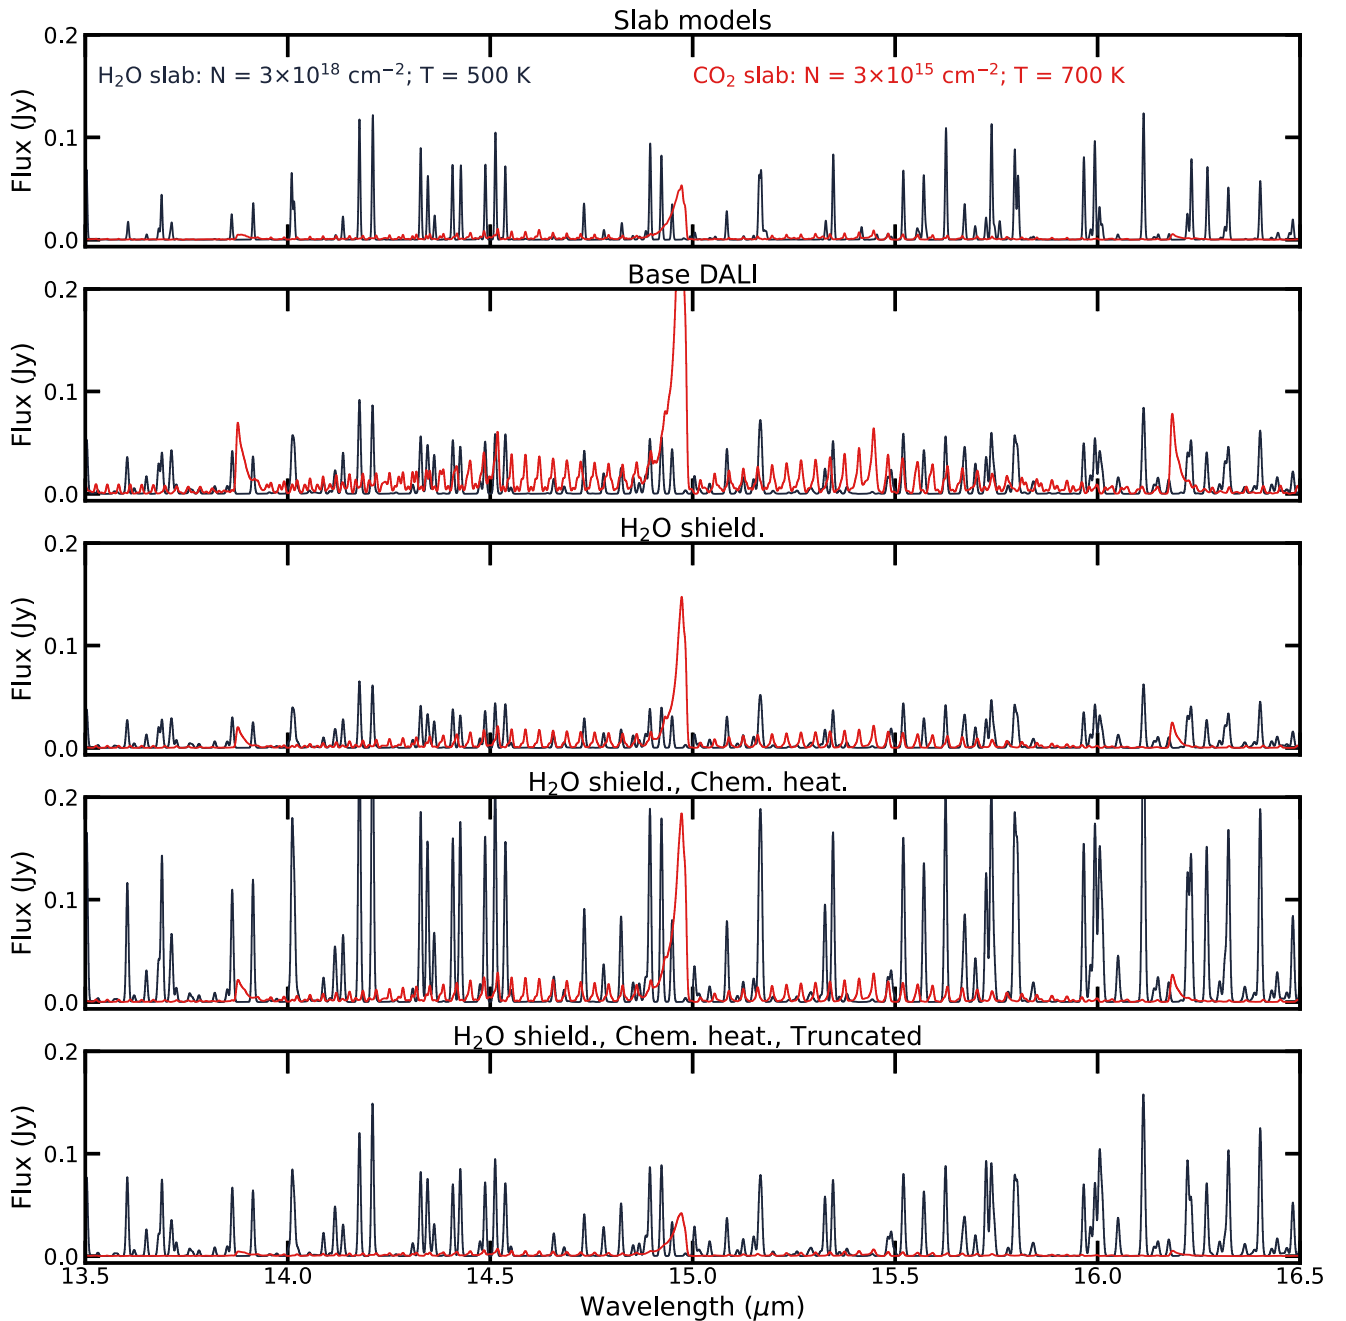 Slab models
0.2
H₂O slab: N = 3×10¹⁸ cm⁻²; T = 500 K
CO₂ slab: N = 3×10¹⁵ cm⁻²; T = 700 K
0.1
Flux (Jy)
0.0
Base DALI
0.2
0.1
Flux (Jy)
0.0
H₂O shield.
0.2
0.1
Flux (Jy)
0.0
H₂O shield., Chem. heat.
0.2
0.1
Flux (Jy)
0.0
H₂O shield., Chem. heat., Truncated
0.2
0.1
Flux (Jy)
0.0
13.5 14.0 14.5 15.0 15.5 16.0 16.5
Wavelength (μm)